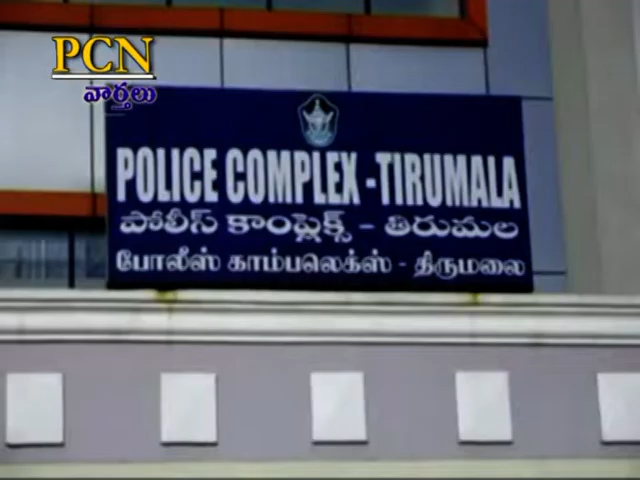 PCN
వార్తలు
POLICE COMPLEX - TIRUMALA
పోలీస్ కాంప్లెక్స్ - తిరుమల
போலீஸ் காம்பலெக்ஸ் - திருமலை